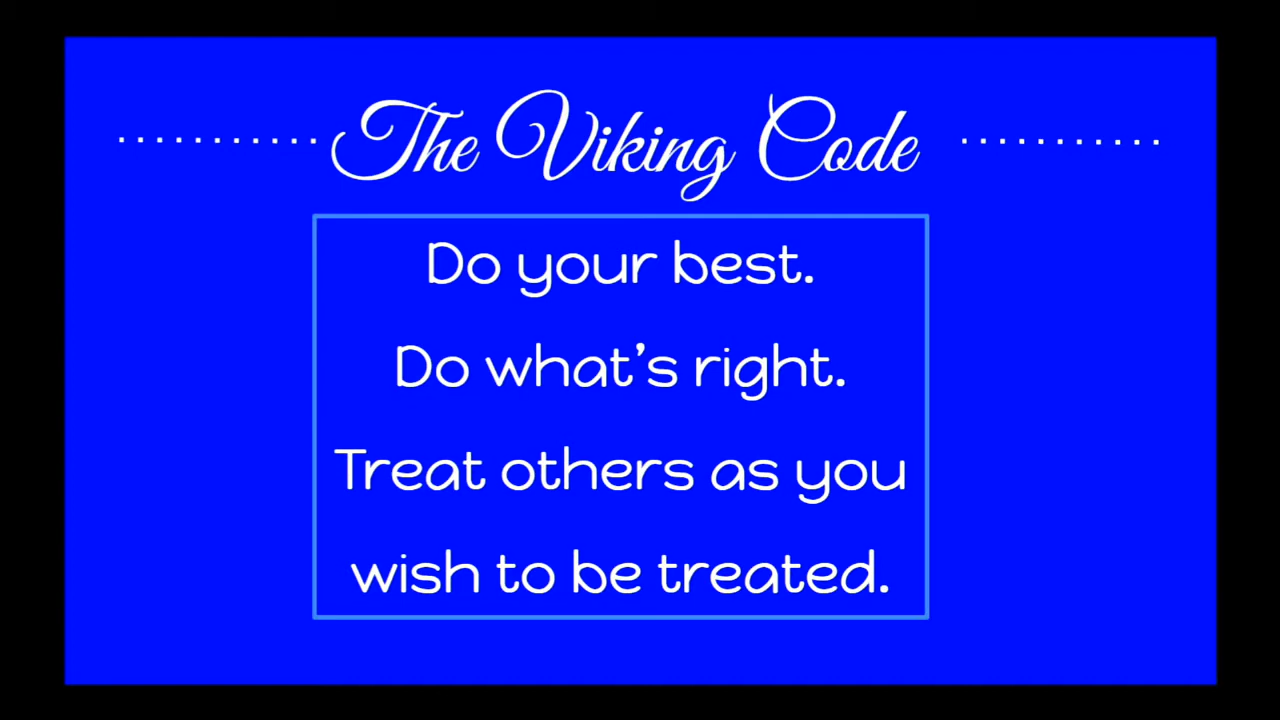 The Viking Code
Do your best.
Do what's right.
Treat others as you
wish to be treated.